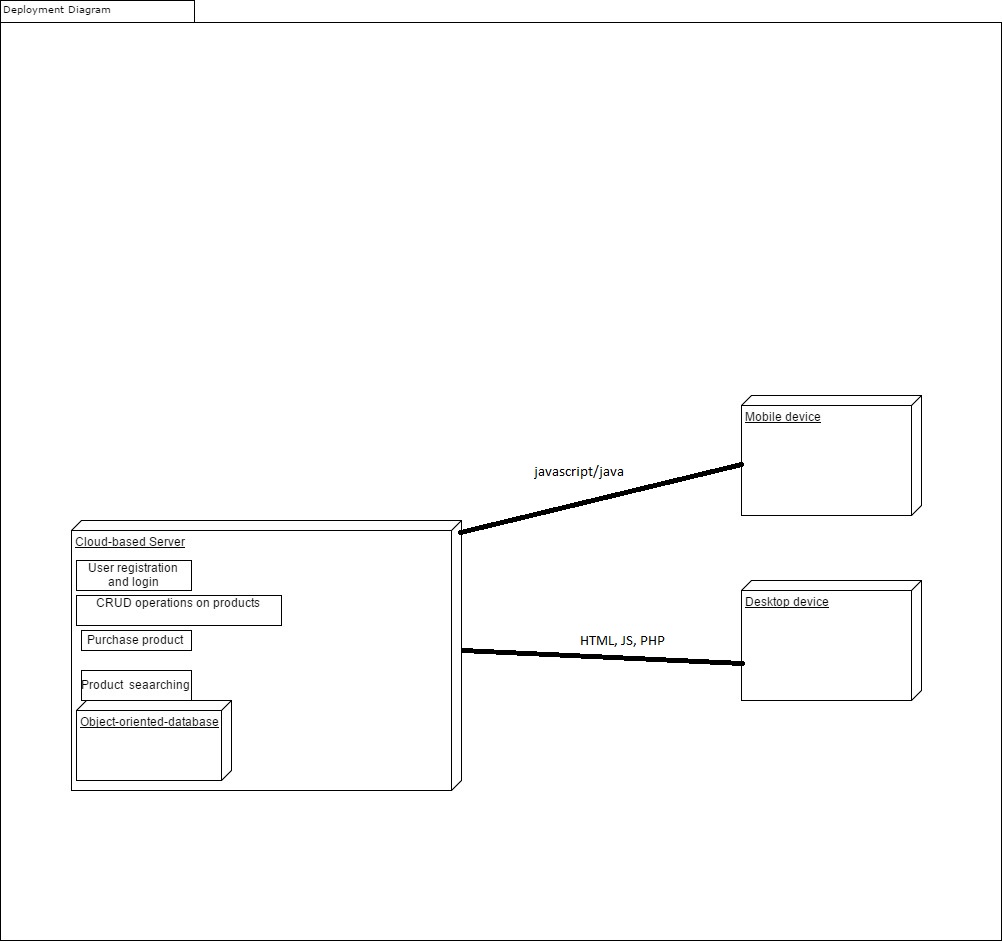 Deployment Diagram
Mobile device
javascript/java
Cloud-based Server
User registration
and login
CRUD operations on products
Purchase product
Product seaarching
Object-oriented-database
HTML, JS, PHP
Desktop device